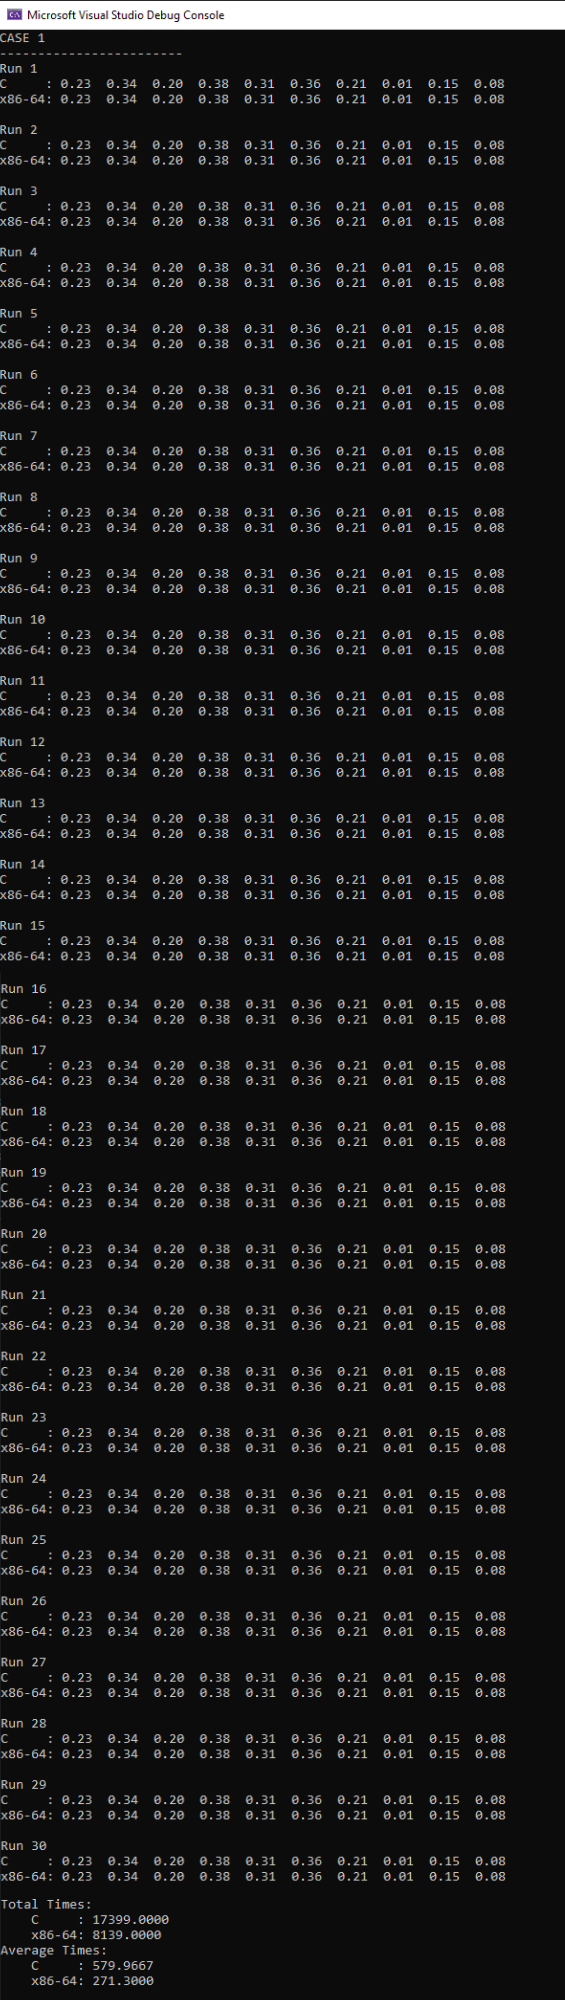 Microsoft Visual Studio Debug Console
CASE 1
------------------------
Run 1
C     : 0.23  0.34  0.20  0.38  0.31  0.36  0.21  0.01  0.15  0.08
x86-64: 0.23  0.34  0.20  0.38  0.31  0.36  0.21  0.01  0.15  0.08
Run 2
C     : 0.23  0.34  0.20  0.38  0.31  0.36  0.21  0.01  0.15  0.08
x86-64: 0.23  0.34  0.20  0.38  0.31  0.36  0.21  0.01  0.15  0.08
Run 3
C     : 0.23  0.34  0.20  0.38  0.31  0.36  0.21  0.01  0.15  0.08
x86-64: 0.23  0.34  0.20  0.38  0.31  0.36  0.21  0.01  0.15  0.08
Run 4
C     : 0.23  0.34  0.20  0.38  0.31  0.36  0.21  0.01  0.15  0.08
x86-64: 0.23  0.34  0.20  0.38  0.31  0.36  0.21  0.01  0.15  0.08
Run 5
C     : 0.23  0.34  0.20  0.38  0.31  0.36  0.21  0.01  0.15  0.08
x86-64: 0.23  0.34  0.20  0.38  0.31  0.36  0.21  0.01  0.15  0.08
Run 6
C     : 0.23  0.34  0.20  0.38  0.31  0.36  0.21  0.01  0.15  0.08
x86-64: 0.23  0.34  0.20  0.38  0.31  0.36  0.21  0.01  0.15  0.08
Run 7
C     : 0.23  0.34  0.20  0.38  0.31  0.36  0.21  0.01  0.15  0.08
x86-64: 0.23  0.34  0.20  0.38  0.31  0.36  0.21  0.01  0.15  0.08
Run 8
C     : 0.23  0.34  0.20  0.38  0.31  0.36  0.21  0.01  0.15  0.08
x86-64: 0.23  0.34  0.20  0.38  0.31  0.36  0.21  0.01  0.15  0.08
Run 9
C     : 0.23  0.34  0.20  0.38  0.31  0.36  0.21  0.01  0.15  0.08
x86-64: 0.23  0.34  0.20  0.38  0.31  0.36  0.21  0.01  0.15  0.08
Run 10
C     : 0.23  0.34  0.20  0.38  0.31  0.36  0.21  0.01  0.15  0.08
x86-64: 0.23  0.34  0.20  0.38  0.31  0.36  0.21  0.01  0.15  0.08
Run 11
C     : 0.23  0.34  0.20  0.38  0.31  0.36  0.21  0.01  0.15  0.08
x86-64: 0.23  0.34  0.20  0.38  0.31  0.36  0.21  0.01  0.15  0.08
Run 12
C     : 0.23  0.34  0.20  0.38  0.31  0.36  0.21  0.01  0.15  0.08
x86-64: 0.23  0.34  0.20  0.38  0.31  0.36  0.21  0.01  0.15  0.08
Run 13
C     : 0.23  0.34  0.20  0.38  0.31  0.36  0.21  0.01  0.15  0.08
x86-64: 0.23  0.34  0.20  0.38  0.31  0.36  0.21  0.01  0.15  0.08
Run 14
C     : 0.23  0.34  0.20  0.38  0.31  0.36  0.21  0.01  0.15  0.08
x86-64: 0.23  0.34  0.20  0.38  0.31  0.36  0.21  0.01  0.15  0.08
Run 15
C     : 0.23  0.34  0.20  0.38  0.31  0.36  0.21  0.01  0.15  0.08
x86-64: 0.23  0.34  0.20  0.38  0.31  0.36  0.21  0.01  0.15  0.08
Run 16
C     : 0.23  0.34  0.20  0.38  0.31  0.36  0.21  0.01  0.15  0.08
x86-64: 0.23  0.34  0.20  0.38  0.31  0.36  0.21  0.01  0.15  0.08
Run 17
C     : 0.23  0.34  0.20  0.38  0.31  0.36  0.21  0.01  0.15  0.08
x86-64: 0.23  0.34  0.20  0.38  0.31  0.36  0.21  0.01  0.15  0.08
Run 18
C     : 0.23  0.34  0.20  0.38  0.31  0.36  0.21  0.01  0.15  0.08
x86-64: 0.23  0.34  0.20  0.38  0.31  0.36  0.21  0.01  0.15  0.08
Run 19
C     : 0.23  0.34  0.20  0.38  0.31  0.36  0.21  0.01  0.15  0.08
x86-64: 0.23  0.34  0.20  0.38  0.31  0.36  0.21  0.01  0.15  0.08
Run 20
C     : 0.23  0.34  0.20  0.38  0.31  0.36  0.21  0.01  0.15  0.08
x86-64: 0.23  0.34  0.20  0.38  0.31  0.36  0.21  0.01  0.15  0.08
Run 21
C     : 0.23  0.34  0.20  0.38  0.31  0.36  0.21  0.01  0.15  0.08
x86-64: 0.23  0.34  0.20  0.38  0.31  0.36  0.21  0.01  0.15  0.08
Run 22
C     : 0.23  0.34  0.20  0.38  0.31  0.36  0.21  0.01  0.15  0.08
x86-64: 0.23  0.34  0.20  0.38  0.31  0.36  0.21  0.01  0.15  0.08
Run 23
C     : 0.23  0.34  0.20  0.38  0.31  0.36  0.21  0.01  0.15  0.08
x86-64: 0.23  0.34  0.20  0.38  0.31  0.36  0.21  0.01  0.15  0.08
Run 24
C     : 0.23  0.34  0.20  0.38  0.31  0.36  0.21  0.01  0.15  0.08
x86-64: 0.23  0.34  0.20  0.38  0.31  0.36  0.21  0.01  0.15  0.08
Run 25
C     : 0.23  0.34  0.20  0.38  0.31  0.36  0.21  0.01  0.15  0.08
x86-64: 0.23  0.34  0.20  0.38  0.31  0.36  0.21  0.01  0.15  0.08
Run 26
C     : 0.23  0.34  0.20  0.38  0.31  0.36  0.21  0.01  0.15  0.08
x86-64: 0.23  0.34  0.20  0.38  0.31  0.36  0.21  0.01  0.15  0.08
Run 27
C     : 0.23  0.34  0.20  0.38  0.31  0.36  0.21  0.01  0.15  0.08
x86-64: 0.23  0.34  0.20  0.38  0.31  0.36  0.21  0.01  0.15  0.08
Run 28
C     : 0.23  0.34  0.20  0.38  0.31  0.36  0.21  0.01  0.15  0.08
x86-64: 0.23  0.34  0.20  0.38  0.31  0.36  0.21  0.01  0.15  0.08
Run 29
C     : 0.23  0.34  0.20  0.38  0.31  0.36  0.21  0.01  0.15  0.08
x86-64: 0.23  0.34  0.20  0.38  0.31  0.36  0.21  0.01  0.15  0.08
Run 30
C     : 0.23  0.34  0.20  0.38  0.31  0.36  0.21  0.01  0.15  0.08
x86-64: 0.23  0.34  0.20  0.38  0.31  0.36  0.21  0.01  0.15  0.08
Total Times:
    C     : 17399.0000
    x86-64: 8139.0000
Average Times:
    C     : 579.9667
    x86-64: 271.3000